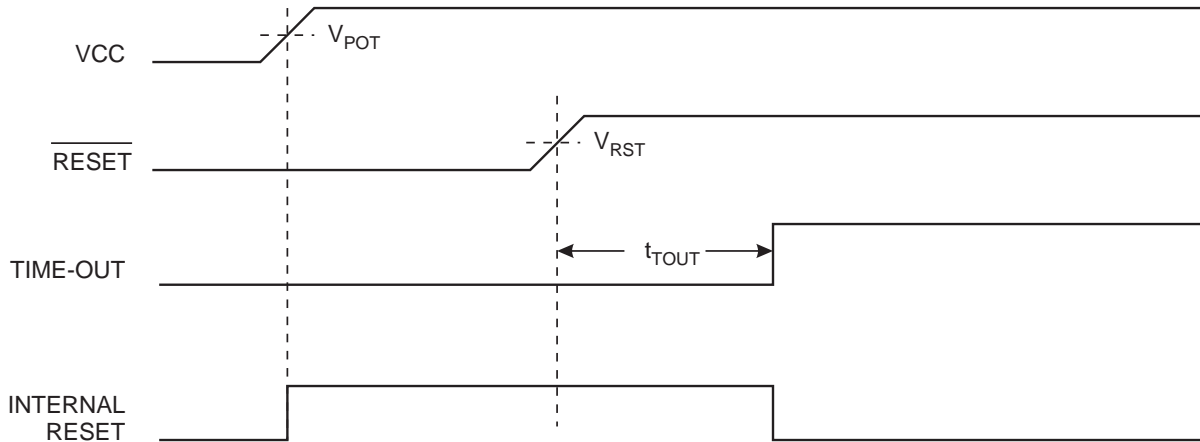 VCC
VPOT
RESET
VRST
TIME-OUT
tTOUT
INTERNAL
RESET